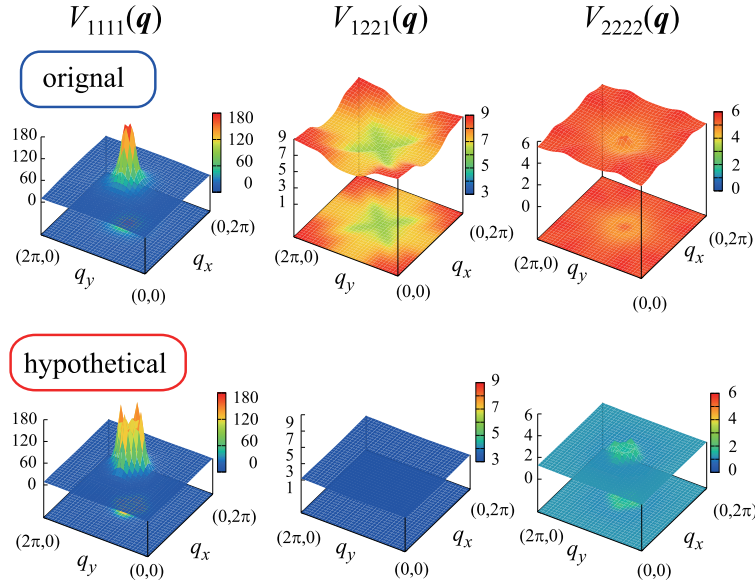 V1111(q) V1221(q) V2222(q)
orignal
180
120
60
0
180
120
60
0
(2π,0)
qy
(0,0)
qx
(0,2π)
9
7
5
3
1
9
7
5
3
(2π,0)
qy
(0,0)
qx
(0,2π)
6
4
2
0
6
4
2
0
(2π,0)
qy
(0,0)
qx
(0,2π)
hypothetical
180
120
60
0
180
120
60
0
(2π,0)
qy
(0,0)
qx
(0,2π)
9
7
5
3
1
9
7
5
3
(2π,0)
qy
(0,0)
qx
(0,2π)
6
4
2
0
6
4
2
0
(2π,0)
qy
(0,0)
qx
(0,2π)